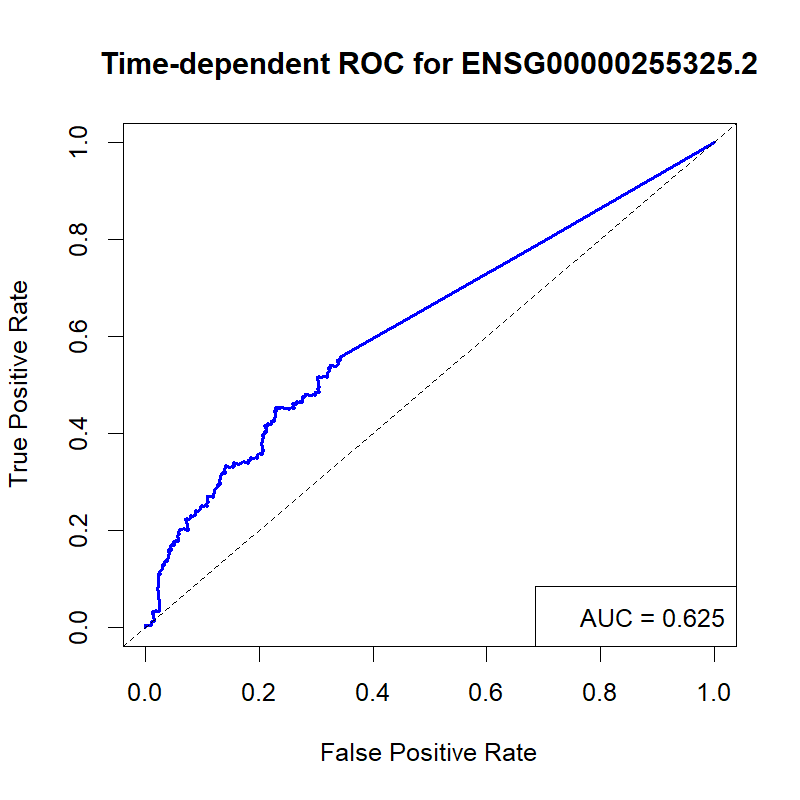 Time-dependent ROC for ENSG00000255325.2
True Positive Rate
1.0
0.8
0.6
0.4
0.2
0.0
AUC = 0.625
0.0 0.2 0.4 0.6 0.8 1.0
False Positive Rate